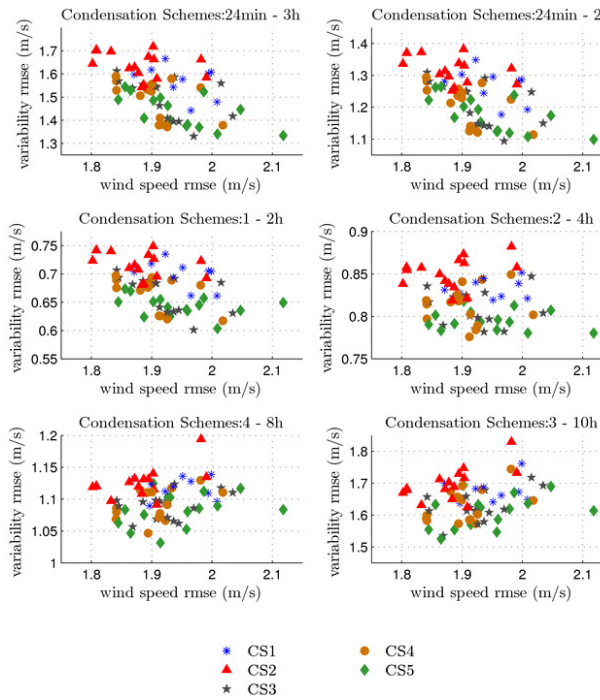 Condensation Schemes:24min - 3h
Condensation Schemes:24min - 2
variability rmse (m/s)
1.7
1.6
1.5
1.4
1.3
1.8 1.9 2 2.1
wind speed rmse (m/s)
variability rmse (m/s)
1.4
1.3
1.2
1.1
1.8 1.9 2 2.1
wind speed rmse (m/s)
Condensation Schemes:1 - 2h
Condensation Schemes:2 - 4h
variability rmse (m/s)
0.75
0.7
0.65
0.6
0.55
1.8 1.9 2 2.1
wind speed rmse (m/s)
variability rmse (m/s)
0.9
0.85
0.8
0.75
1.8 1.9 2 2.1
wind speed rmse (m/s)
Condensation Schemes:4 - 8h
Condensation Schemes:3 - 10h
variability rmse (m/s)
1.2
1.15
1.1
1.05
1
1.8 1.9 2 2.1
wind speed rmse (m/s)
variability rmse (m/s)
1.8
1.7
1.6
1.5
1.8 1.9 2 2.1
wind speed rmse (m/s)
CS1
CS2
CS3
CS4
CS5